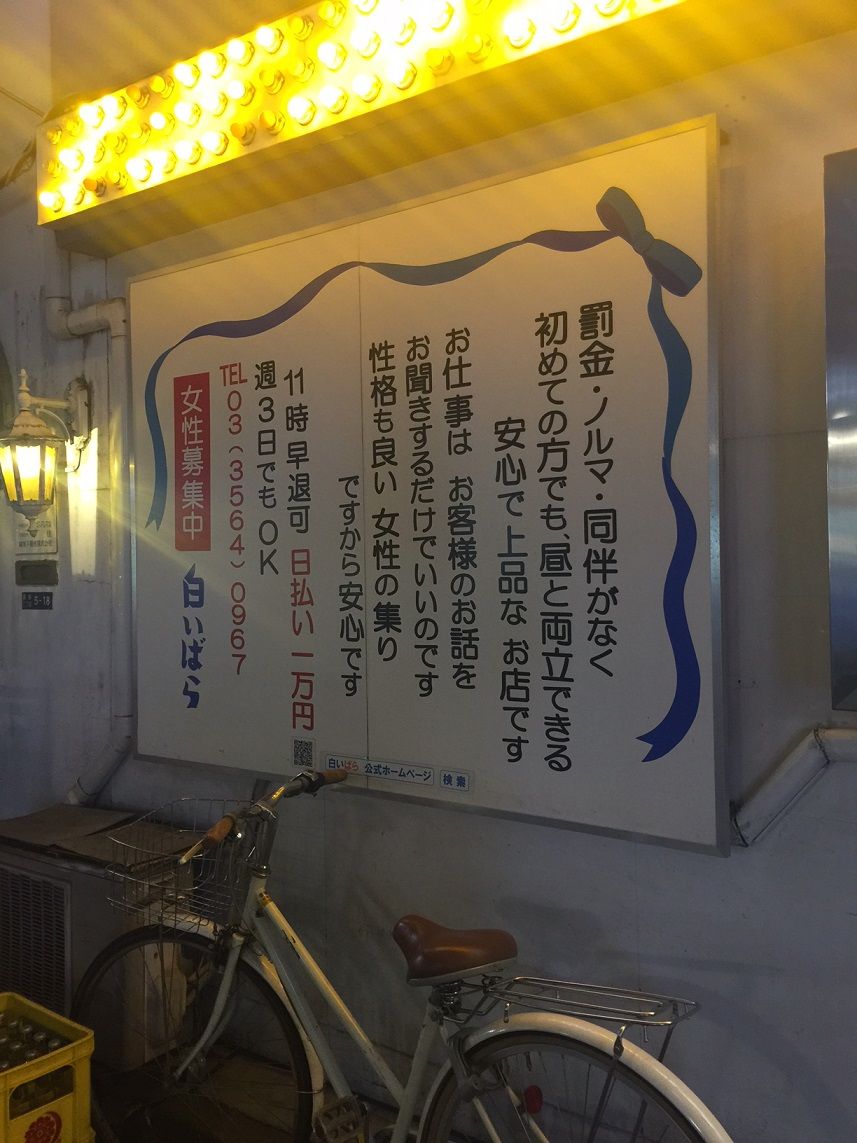 罰金・ノルマ・同伴がなく
初めての方でも、昼と両立できる
安心で 上品な お店です
お仕事は お客様のお話を
お聞きするだけでいいのです
性格も良い 女性の集り
ですから安心です
11時早退可 日払い 一万円
週3日でもOK
TEL 03(3564)0967
女性募集中 白いばら
白いばら 公式ホームページ 検索
5-18